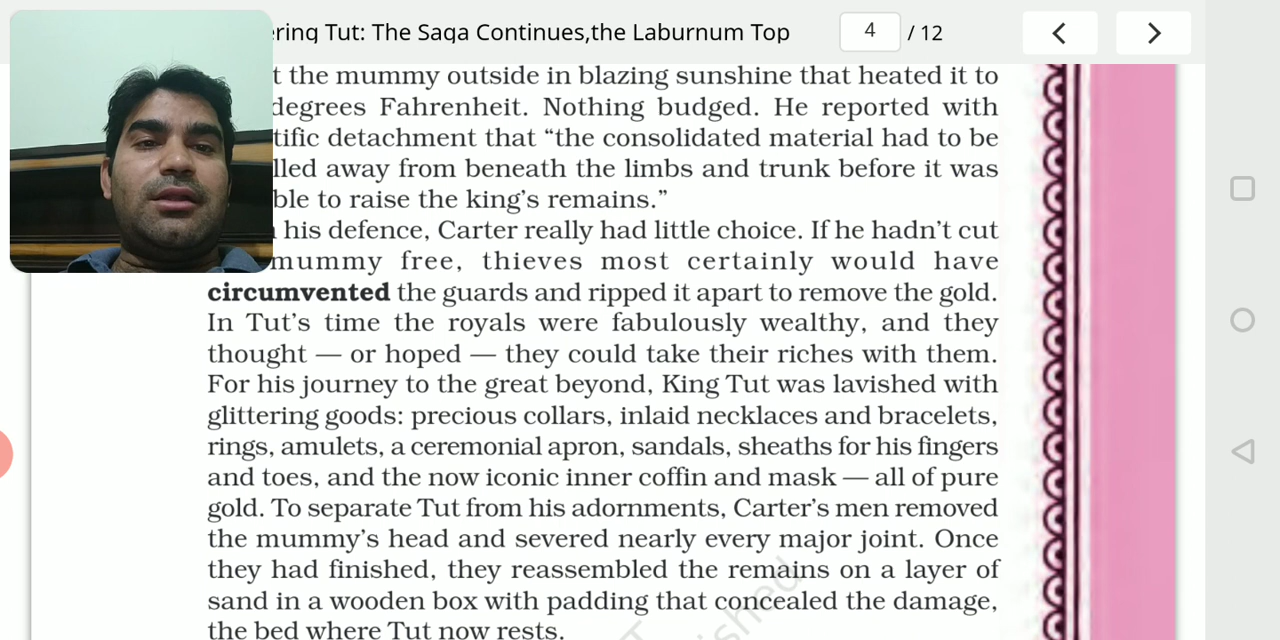 ering Tut: The Saga Continues,the Laburnum Top 4 / 12
t the mummy outside in blazing sunshine that heated it to
degrees Fahrenheit. Nothing budged. He reported with
tific detachment that “the consolidated material had to be
lled away from beneath the limbs and trunk before it was
ble to raise the king’s remains.”
his defence, Carter really had little choice. If he hadn’t cut
mummy free, thieves most certainly would have
circumvented the guards and ripped it apart to remove the gold.
In Tut’s time the royals were fabulously wealthy, and they
thought — or hoped — they could take their riches with them.
For his journey to the great beyond, King Tut was lavished with
glittering goods: precious collars, inlaid necklaces and bracelets,
rings, amulets, a ceremonial apron, sandals, sheaths for his fingers
and toes, and the now iconic inner coffin and mask — all of pure
gold. To separate Tut from his adornments, Carter’s men removed
the mummy’s head and severed nearly every major joint. Once
they had finished, they reassembled the remains on a layer of
sand in a wooden box with padding that concealed the damage,
the bed where Tut now rests.